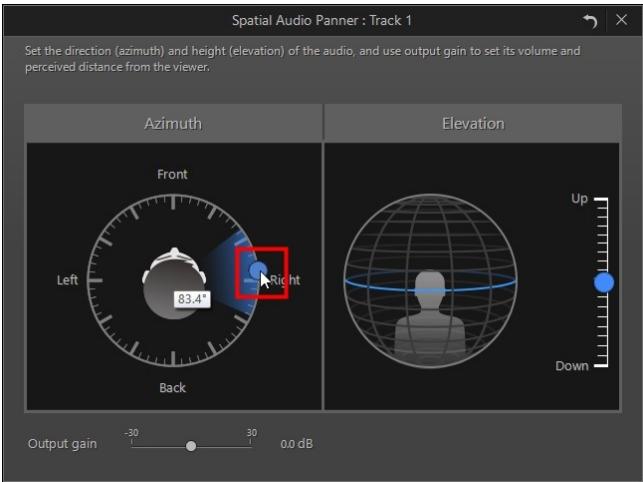 Spatial Audio Panner : Track 1
Set the direction (azimuth) and height (elevation) of the audio, and use output gain to set its volume and
perceived distance from the viewer.
Azimuth
Elevation
Front
Up
Left
Right
83.4°
Down
Back
Output gain
-30
30
0.0 dB